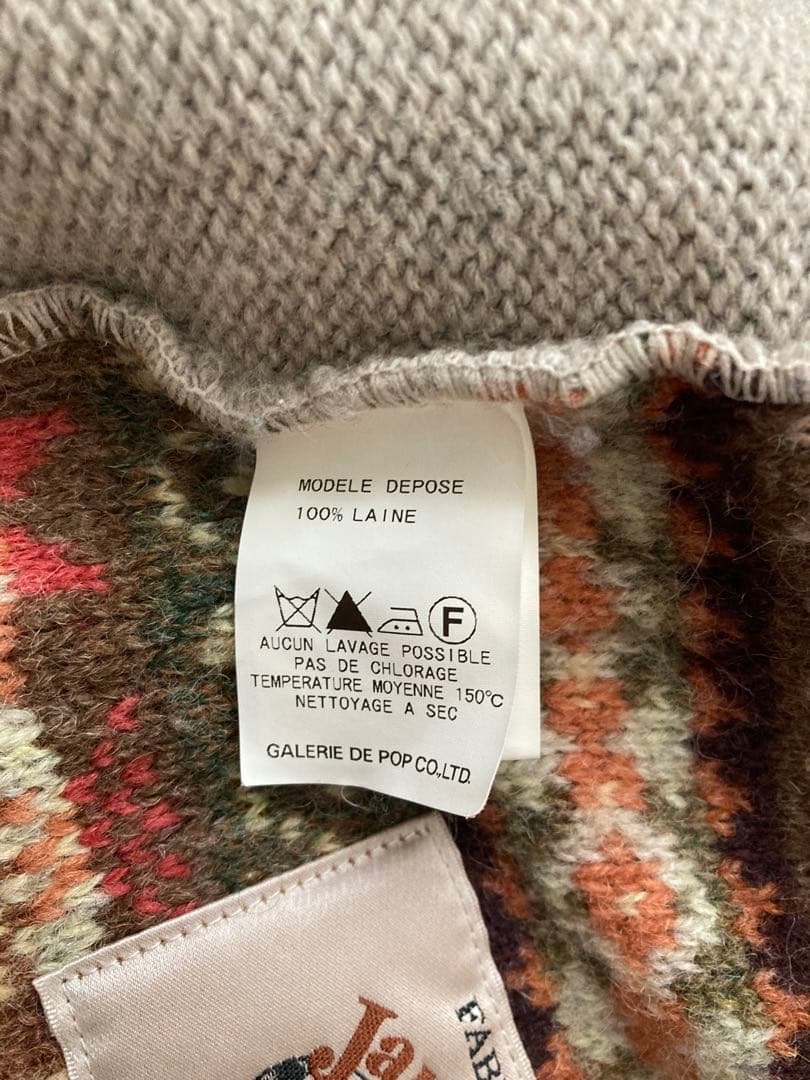 MODELE DEPOSE
100% LAINE
F
AUCUN LAVAGE POSSIBLE
PAS DE CHLORAGE
TEMPERATURE MOYENNE 150°C
NETTOYAGE A SEC
GALERIE DE POP CO.,LTD.